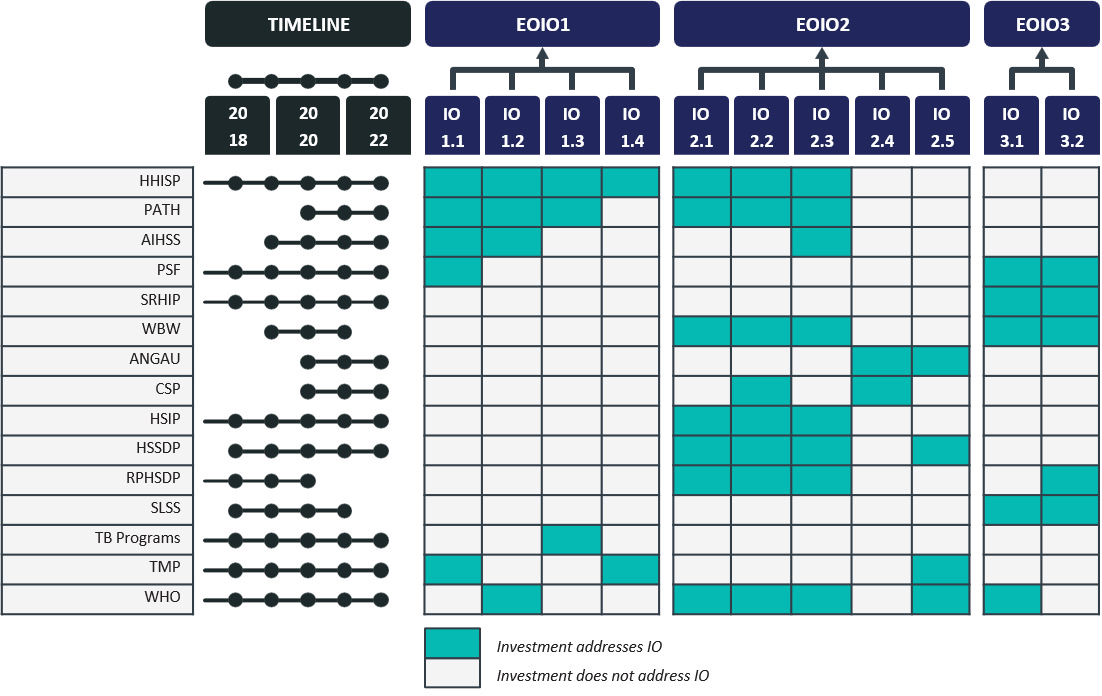 TIMELINE EOIO1 EOIO2 EOIO3
20 20 20 IO IO IO IO IO IO IO IO IO IO IO
18 20 22 1.1 1.2 1.3 1.4 2.1 2.2 2.3 2.4 2.5 3.1 3.2
HHISP
PATH
AIHSS
PSF
SRHIP
WBW
ANGAU
CSP
HSIP
HSSDP
RPHSDP
SLSS
TB Programs
TMP
WHO
Investment addresses IO
Investment does not address IO